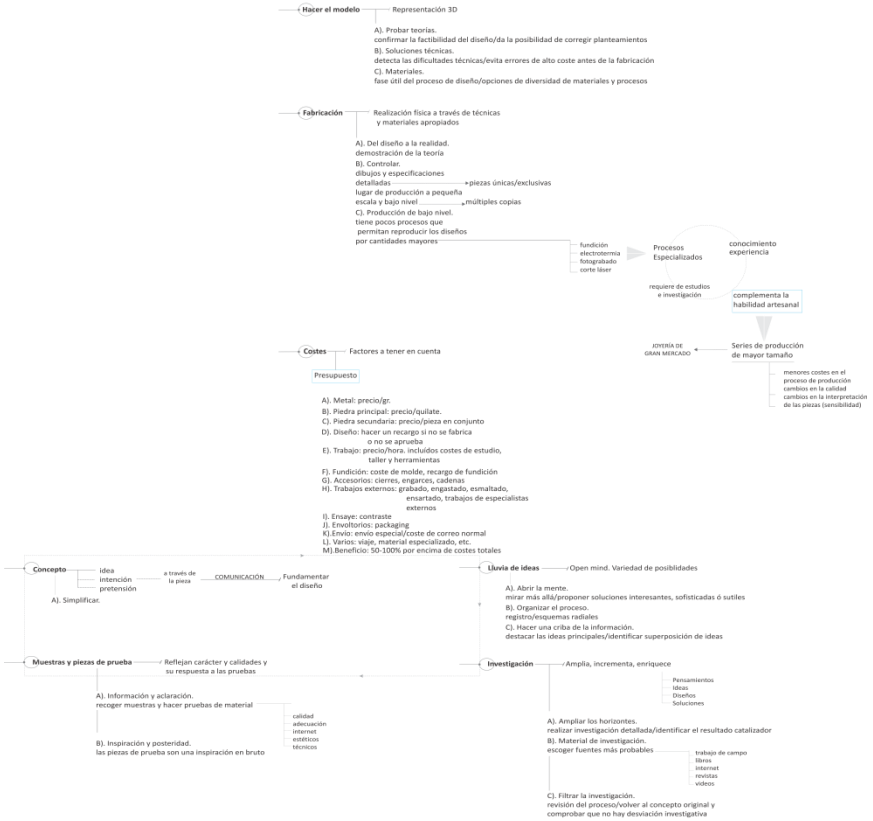 Hacer el modelo
Representación 3D
A). Probar teorías.
confirmar la factibilidad del diseño/da la posibilidad de corregir planteamientos
B). Soluciones técnicas.
detecta las dificultades técnicas/evita errores de alto coste antes de la fabricación
C). Materiales.
fase útil del proceso de diseño/opciones de diversidad de materiales y procesos
Fabricación
Realización física a través de técnicas
y materiales apropiados
A). Del diseño a la realidad.
demostración de la teoría
B). Controlar.
dibujos y especificaciones
detalladas
piezas únicas/exclusivas
lugar de producción a pequeña
escala y bajo nivel
múltiples copias
C). Producción de bajo nivel.
tiene pocos procesos que
permitan reproducir los diseños
por cantidades mayores
fundición
electrotermia
fotograbado
corte láser
Procesos
Especializados
conocimiento
experiencia
requiere de estudios
e investigación
complementa la
habilidad artesanal
Series de producción
de mayor tamaño
JOYERÍA DE
GRAN MERCADO
menores costes en el
proceso de producción
cambios en la calidad
cambios en la interpretación
de las piezas (sensibilidad)
Costes
Factores a tener en cuenta
Presupuesto
A). Metal: precio/gr.
B). Piedra principal: precio/quilate.
C). Piedra secundaria: precio/pieza en conjunto
D). Diseño: hacer un recargo si no se fabrica
o no se aprueba
E). Trabajo: precio/hora. incluídos costes de estudio,
taller y herramientas
F). Fundición: coste de molde, recargo de fundición
G). Accesorios: cierres, engarces, cadenas
H). Trabajos externos: grabado, engastado, esmaltado,
ensartado, trabajos de especialistas
externos
I). Ensaye: contraste
J). Envoltorios: packaging
K).Envío: envio especial/coste de correo normal
L). Varios: viaje, material especializado, etc.
M).Beneficio: 50-100% por encima de costes totales
Concepto
idea
intención
pretensión
a través de
la pieza
COMUNICACIÓN
Fundamentar
el diseño
A). Simplificar.
Lluvia de ideas
Open mind. Variedad de posiblidades
A). Abrir la mente.
mirar más allá/proponer soluciones interesantes, sofisticadas ó sutiles
B). Organizar el proceso.
registro/esquemas radiales
C). Hacer una criba de la información.
destacar las ideas principales/identificar superposición de ideas
Muestras y piezas de prueba
Reflejan carácter y calidades y
su respuesta a las pruebas
A). Información y aclaración.
recoger muestras y hacer pruebas de material
calidad
adecuación
internet
estéticos
técnicos
B). Inspiración y posteridad.
las piezas de prueba son una inspiración en bruto
Investigación
Amplia, incrementa, enriquece
Pensamientos
Ideas
Diseños
Soluciones
A). Ampliar los horizontes.
realizar investigación detallada/identificar el resultado catalizador
B). Material de investigación.
escoger fuentes más probables
trabajo de campo
libros
internet
revistas
videos
C). Filtrar la investigación.
revisión del proceso/volver al concepto original y
comprobar que no hay desviación investigativa